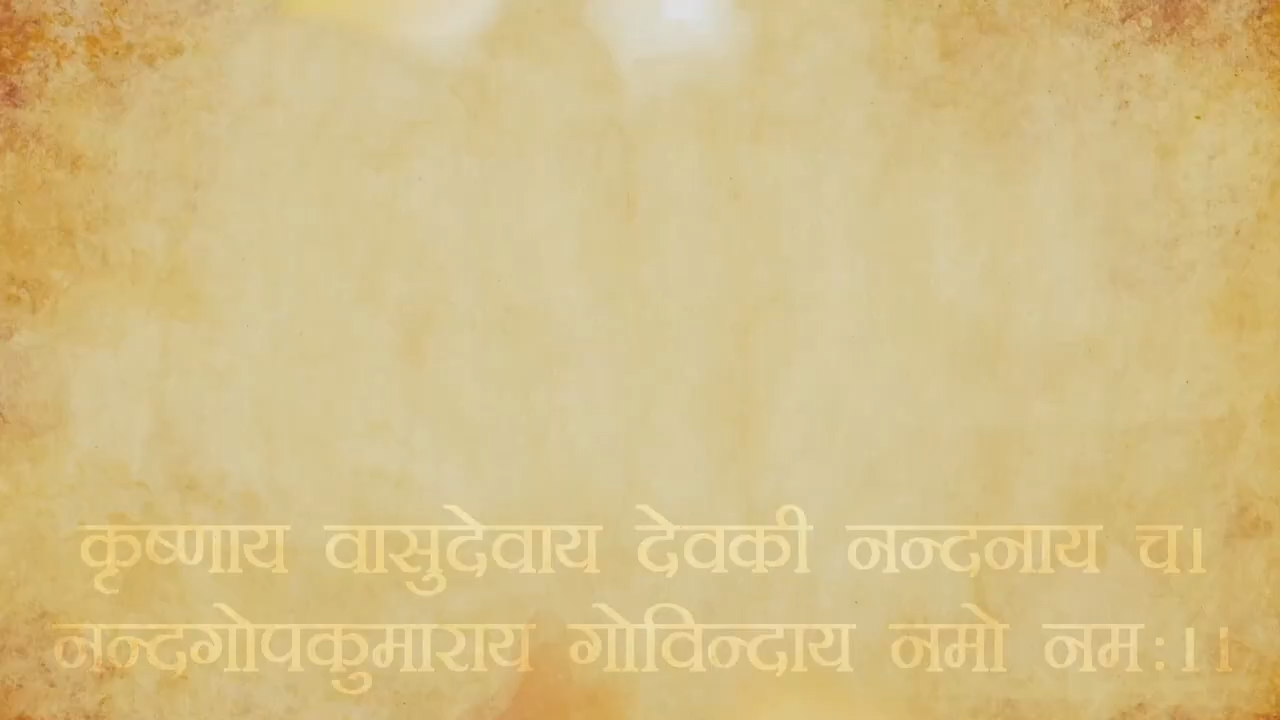 कृष्णाय वासुदेवाय देवकी नन्दनाय च।
नन्दगोपकुमाराय गोविन्दाय नमो नम:।।